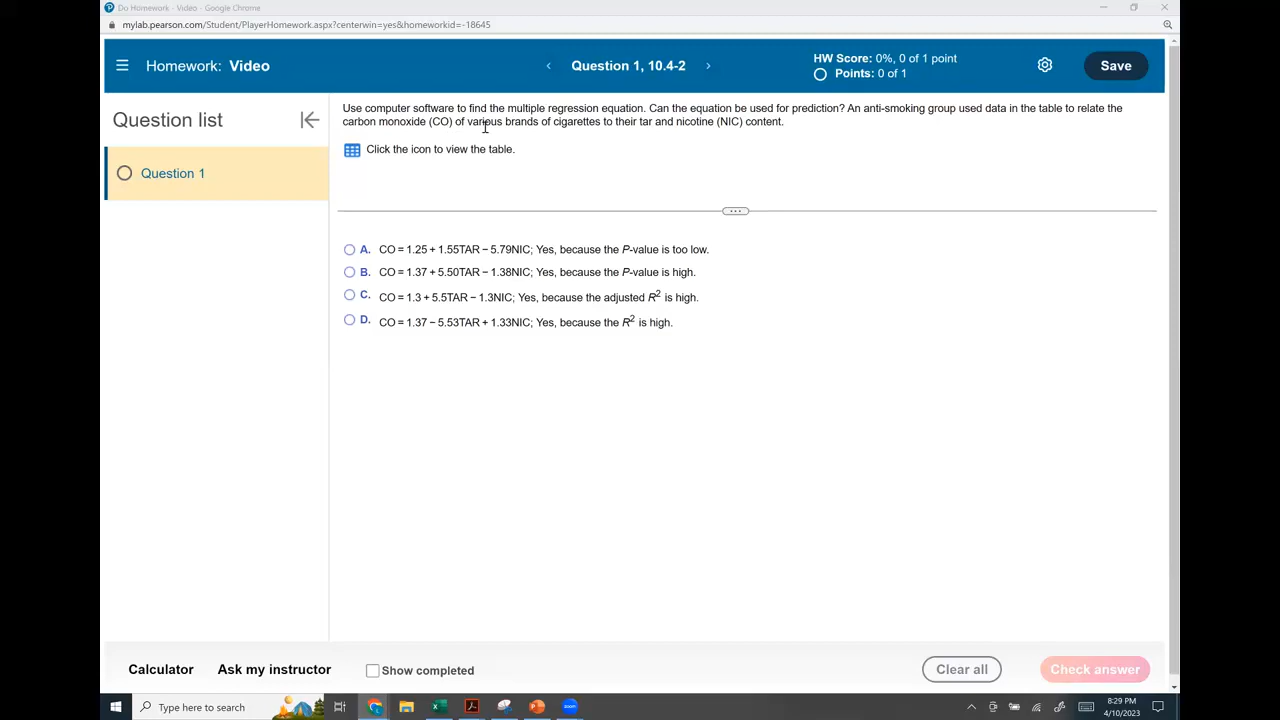 Do Homework - Video - Google Chrome
mylab.pearson.com/Student/PlayerHomework.aspx?centerwin=yes&homeworkid=-18645
Homework: Video
Question 1, 10.4-2
HW Score: 0%, 0 of 1 point
Points: 0 of 1
Save
Question list
Question 1
Use computer software to find the multiple regression equation. Can the equation be used for prediction? An anti-smoking group used data in the table to relate the
carbon monoxide (CO) of various brands of cigarettes to their tar and nicotine (NIC) content.
Click the icon to view the table.
A. CO = 1.25 + 1.55TAR − 5.79NIC; Yes, because the P-value is too low.
B. CO = 1.37 + 5.50TAR − 1.38NIC; Yes, because the P-value is high.
C. CO = 1.3 + 5.5TAR − 1.3NIC; Yes, because the adjusted R² is high.
D. CO = 1.37 − 5.53TAR + 1.33NIC; Yes, because the R² is high.
Calculator
Ask my instructor
Show completed
Clear all
Check answer
Type here to search
8:29 PM
4/10/2023